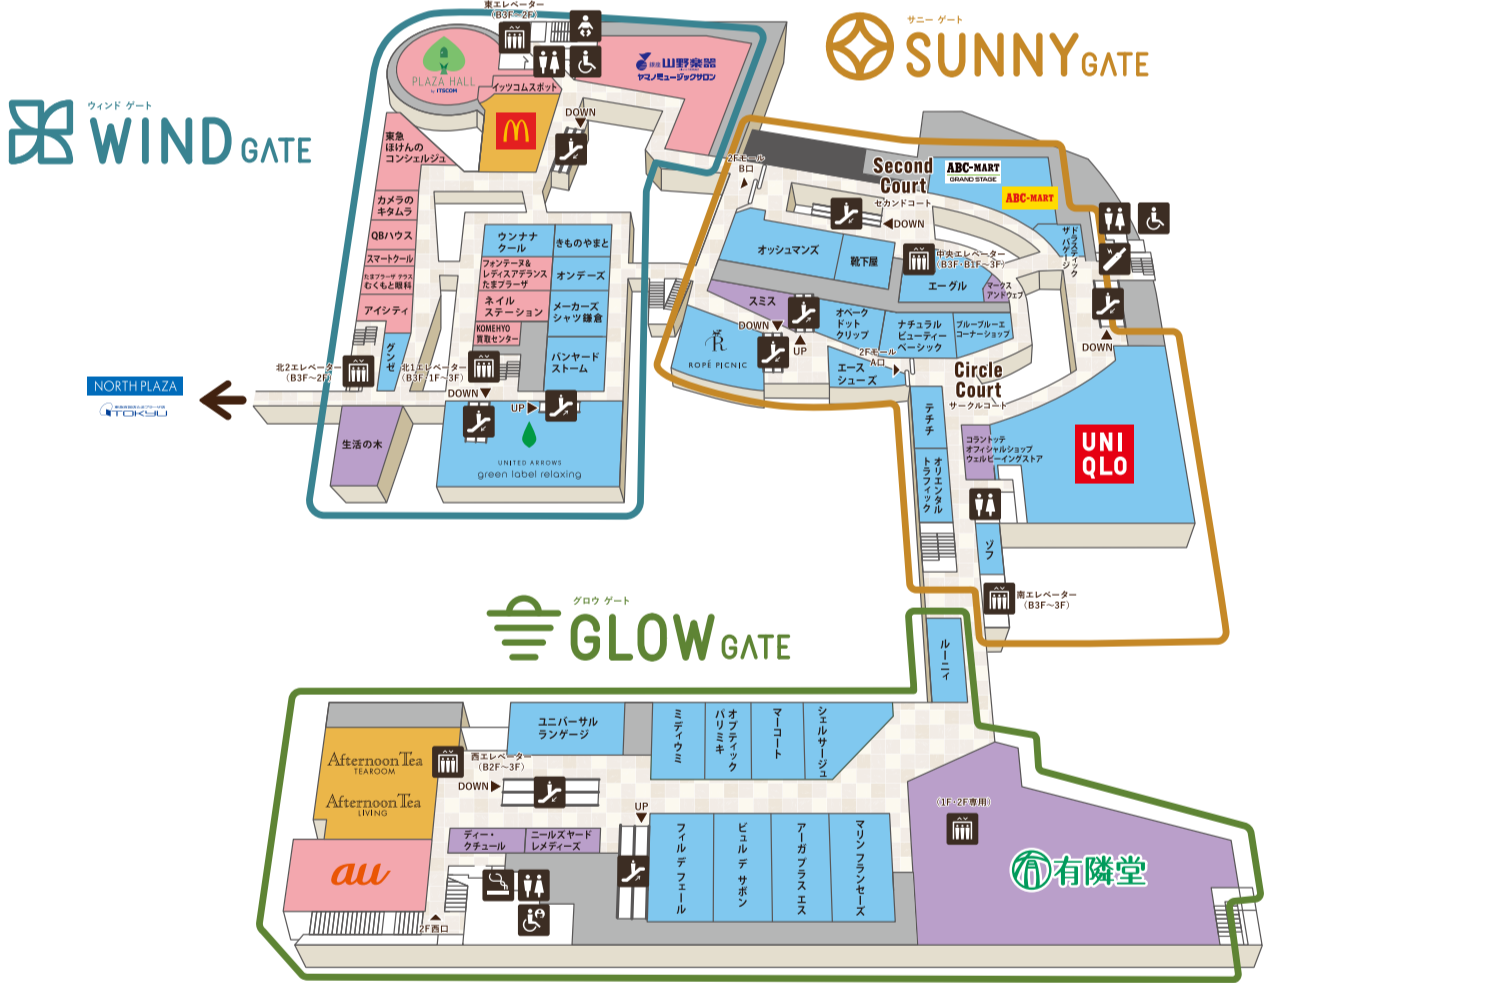 ウィンド ゲート
WIND GATE
サニー ゲート
SUNNY GATE
グロウ ゲート
GLOW GATE
東エレベーター
(B3F～2F)
PLAZA HALL
by ITSCOM
イッツコムスポット
銀座 山野楽器
ヤマノミュージックサロン
DOWN
東急
ほけんの
コンシェルジュ
カメラの
キタムラ
QBハウス
スマートクール
たまプラーザ テラス
むくもと眼科
アイシティ
グンゼ
ウンナナ
クール
きものやまと
フォンテーヌ&
レディスアデランス
たまプラーザ
オンデーズ
ネイル
ステーション
メーカーズ
シャツ鎌倉
KOMEHYO
買取センター
バンヤード
ストーム
北2エレベーター
(B3F～2F)
北1エレベーター
(B3F･1F～3F)
DOWN
UP
NORTH PLAZA
TOKYU
生活の木
UNITED ARROWS
green label relaxing
2Fモール
B口
Second
Court
セカンドコート
DOWN
ABC-MART
GRAND STAGE
ABC-MART
ドラスティック
ザ バゲージ
オッシュマンズ
靴下屋
中央エレベーター
(B3F･B1F～3F)
エーグル
マークス
アンドウェブ
スミス
DOWN
UP
オペーク
ドット
クリップ
ナチュラル
ビューティー
ベーシック
ブルーブルーエ
コーナーショップ
R
ROPÉ PICNIC
エース
シューズ
2Fモール
A口
Circle
Court
サークルコート
DOWN
テチチ
コラントッテ
オフィシャルショップ
ウェルビーイングストア
UNI
QLO
オリエンタル
トラフィック
ゾフ
南エレベーター
(B3F～3F)
ルーニィ
ユニバーサル
ランゲージ
ミディウミ
オプティック
パリミキ
マーコート
シェルサージュ
AfternoonTea
TEAROOM
AfternoonTea
LIVING
西エレベーター
(B2F～3F)
DOWN
UP
ディー・
クチュール
ニールズヤード
レメディーズ
au
2F西口
フィル デ フェール
ビュル デ サボン
アーガ プラス エス
マリン フランセーズ
(1F･2F専用)
有隣堂